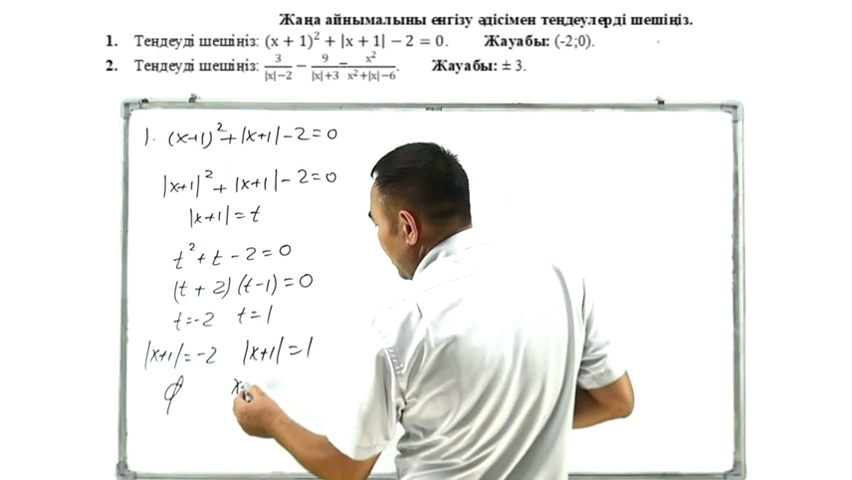 Жаңа айнымалыны енгізу әдісімен теңдеулерді шешіңіз.
1. Теңдеуді шешіңіз: (x + 1)² + |x + 1| − 2 = 0. Жауабы: (-2;0).
2. Теңдеуді шешіңіз: 3/(|x|−2) − 9/(|x|+3) = x²/(x²+|x|−6). Жауабы: ± 3.
1. (x+1)² + |x+1| − 2 = 0
|x+1|² + |x+1| − 2 = 0
|x+1| = t
t² + t − 2 = 0
(t + 2) (t − 1) = 0
t = −2 t = 1
|x+1| = −2 |x+1| = 1
∅ x